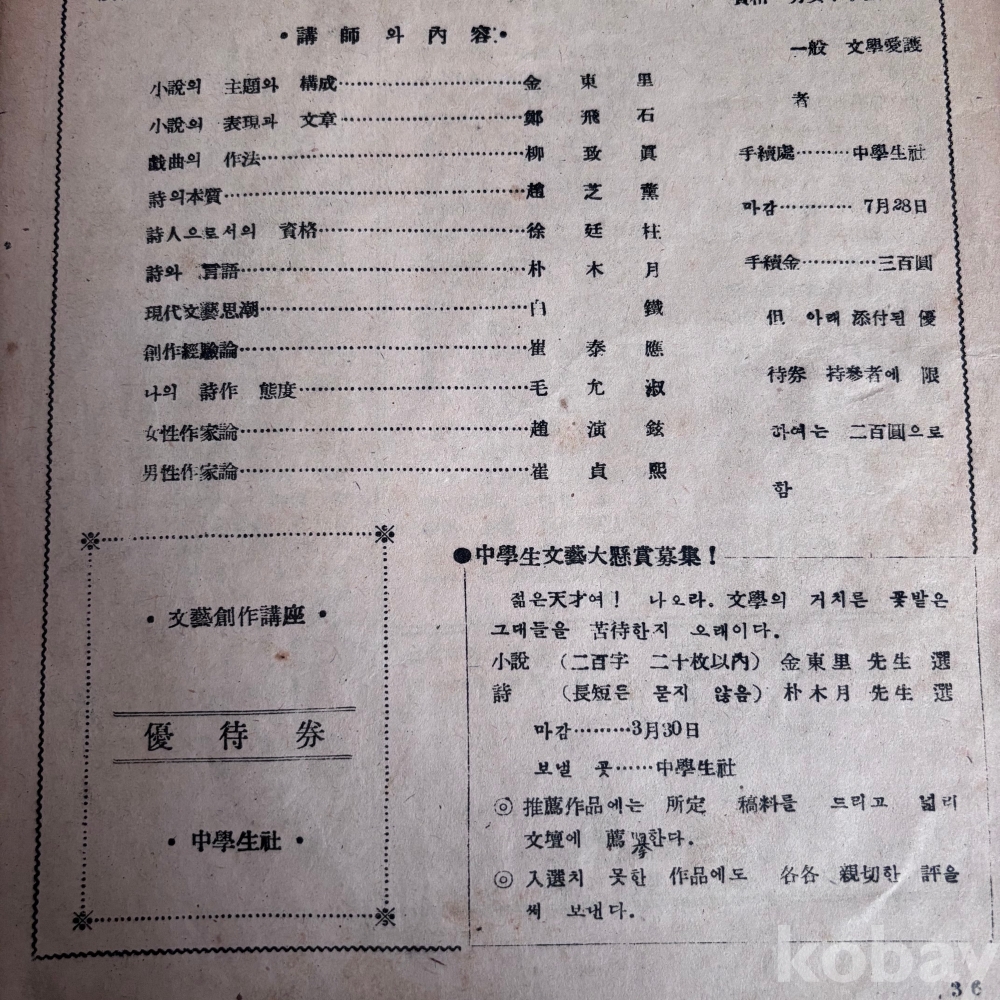 •講師와內容•
小說의 主題와 構成………………金東里
小說의 表現과 文章………………鄭飛石
戱曲의 作法………………柳致眞
詩의本質………………趙芝薰
詩人으로서의 資格………………徐廷柱
詩와 言語………………朴木月
現代文藝思潮………………白鐵
創作經驗論………………崔泰應
나의 詩作 態度………………毛允淑
女性作家論………………趙演鉉
男性作家論………………崔貞熙
一般 文學愛護
者
手續處………中學生社
마감…………7月28日
手續金…………三百圓
但 아래 添付된 優
待券 持參者에 限
하여는 二百圓으로
함
• 文藝創作講座 •
優待券
• 中學生社 •
●中學生文藝大懸賞募集!
젊은天才여! 나오라. 文學의 거치른 꽃밭은
그대들을 苦待한지 오래이다.
小說 (二百字 二十枚以內) 金東里 先生 選
詩 (長短든 묻지 않음) 朴木月 先生 選
마감………3月30日
보낼 곳……中學生社
◎ 推薦作品에는 所定 稿料를 드리고 널리
文壇에 薦擧한다.
◎ 入選치 못한 作品에도 各各 親切한 評을
써 보낸다.
36
kobay